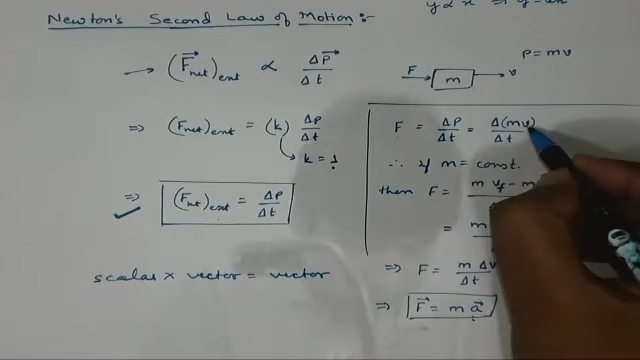 Newton's Second Law of Motion :-
y ∝ x ⇒
→ (F⃗net)ext ∝ ΔP⃗/Δt
F → m → v
P = mv
⇒ (Fnet)ext = (k) ΔP/Δt
k = 1
⇒ (Fnet)ext = ΔP/Δt
scalar × vector = vector
F = ΔP/Δt = Δ(mv)/Δt
∴ if m = const.
then F = m vf - m
= m
⇒ F = m Δv/Δt
⇒ F⃗ = m a⃗